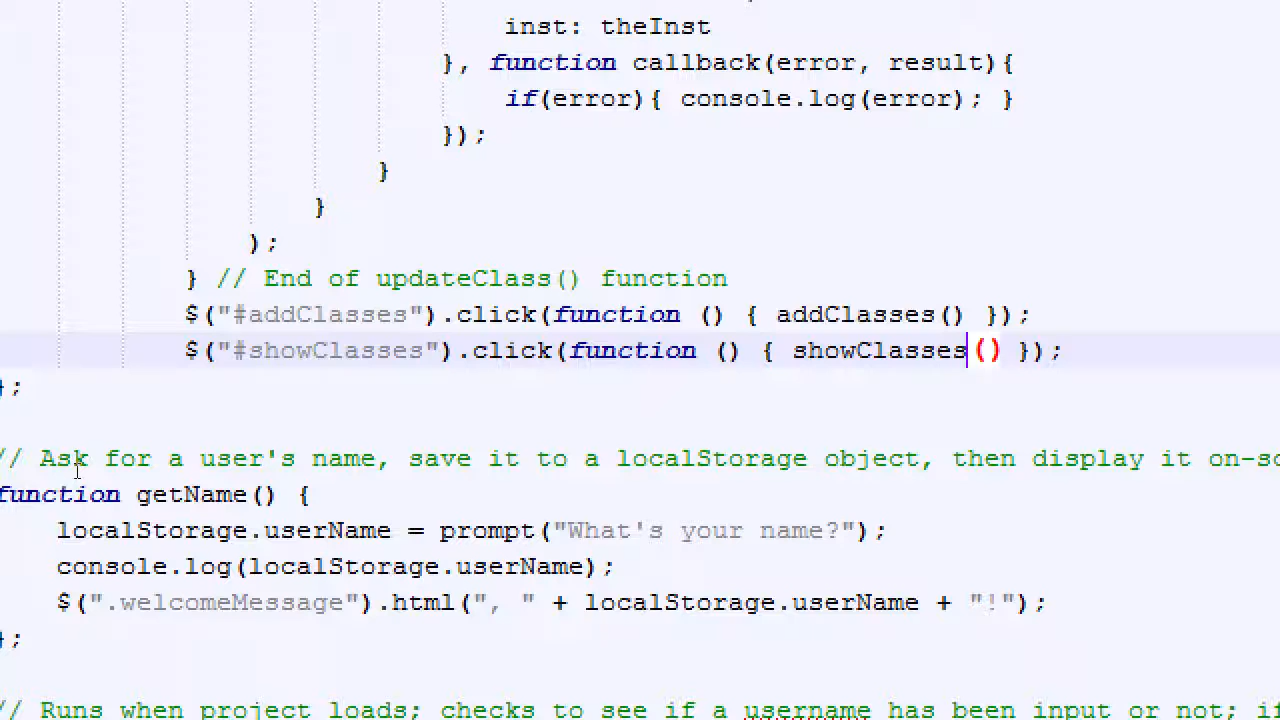 inst: theInst
}, function callback(error, result){
if(error){ console.log(error); }
});
}
}
);
} // End of updateClass() function
$("#addClasses").click(function () { addClasses() });
$("#showClasses").click(function () { showClasses() });
};
// Ask for a user's name, save it to a localStorage object, then display it
function getName() {
localStorage.userName = prompt("What's your name?");
console.log(localStorage.userName);
$(".welcomeMessage").html(", " + localStorage.userName + "!");
};
// Runs when project loads; checks to see if a username has been input or not;